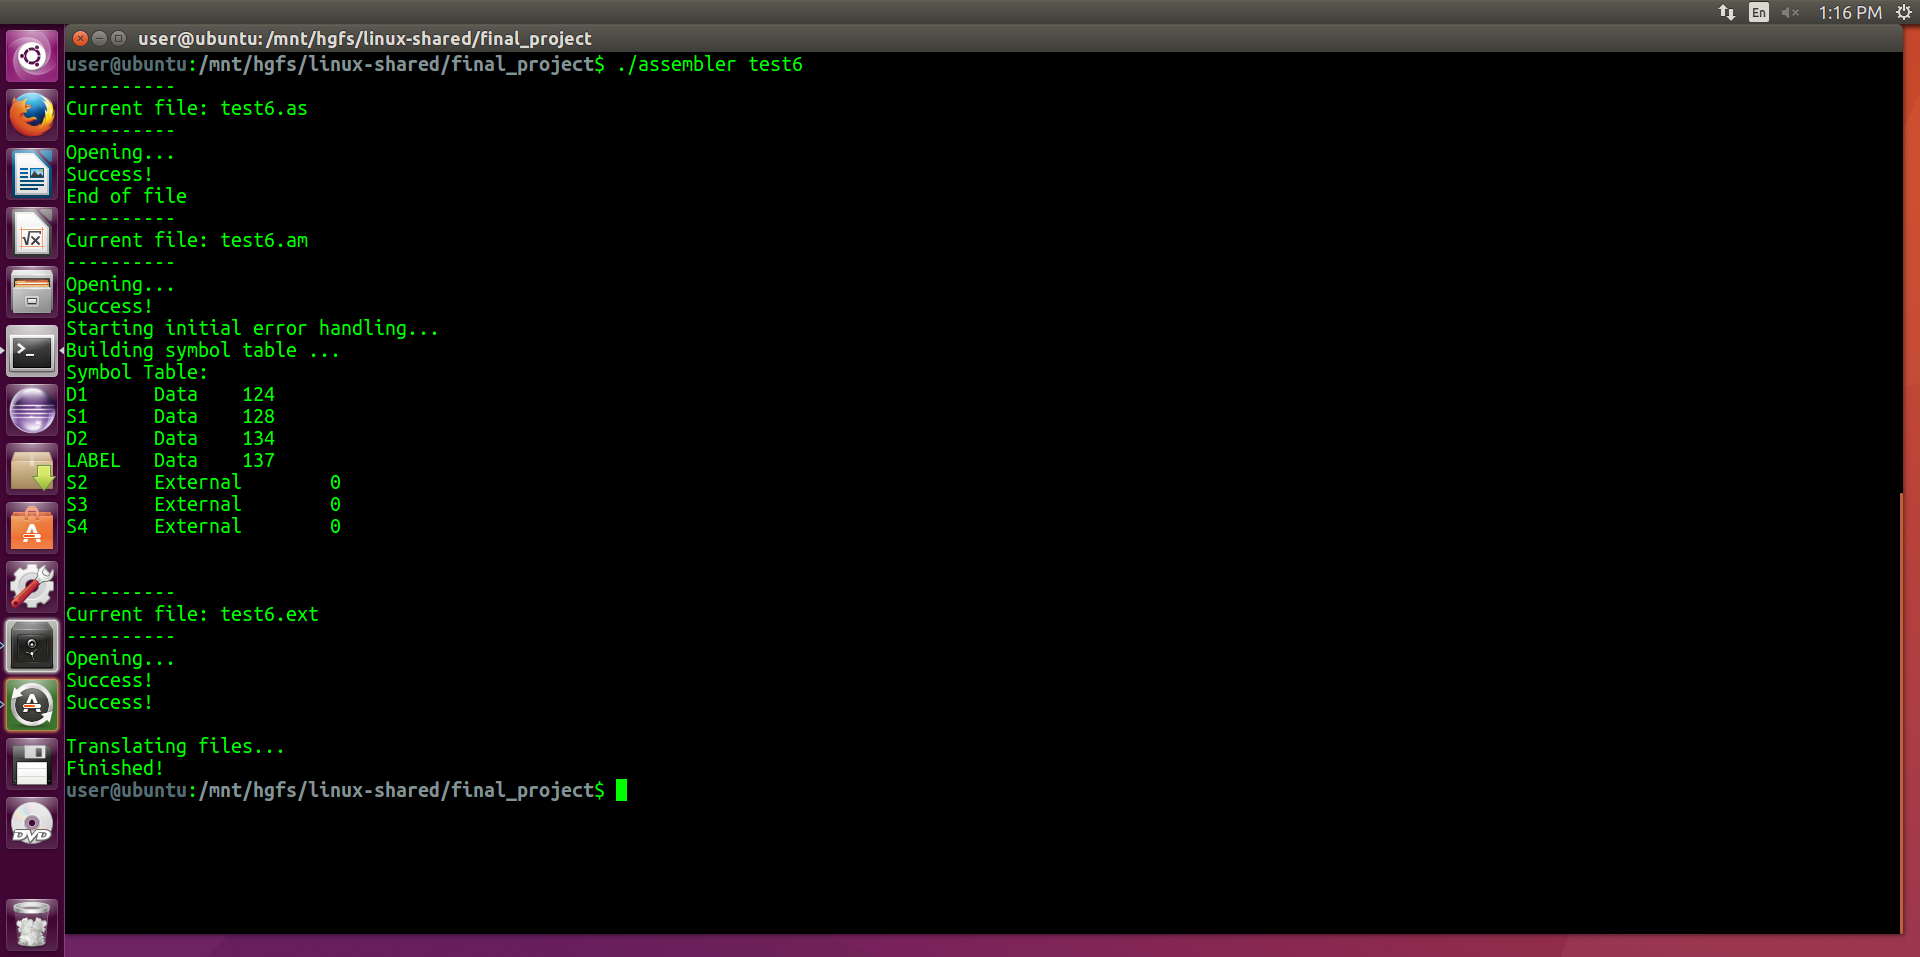 En 1:16 PM
user@ubuntu: /mnt/hgfs/linux-shared/final_project
user@ubuntu:/mnt/hgfs/linux-shared/final_project$ ./assembler test6
----------
Current file: test6.as
----------
Opening...
Success!
End of file
----------
Current file: test6.am
----------
Opening...
Success!
Starting initial error handling...
Building symbol table ...
Symbol Table:
D1      Data    124
S1      Data    128
D2      Data    134
LABEL   Data    137
S2      External        0
S3      External        0
S4      External        0
----------
Current file: test6.ext
----------
Opening...
Success!
Success!
Translating files...
Finished!
user@ubuntu:/mnt/hgfs/linux-shared/final_project$
DVD